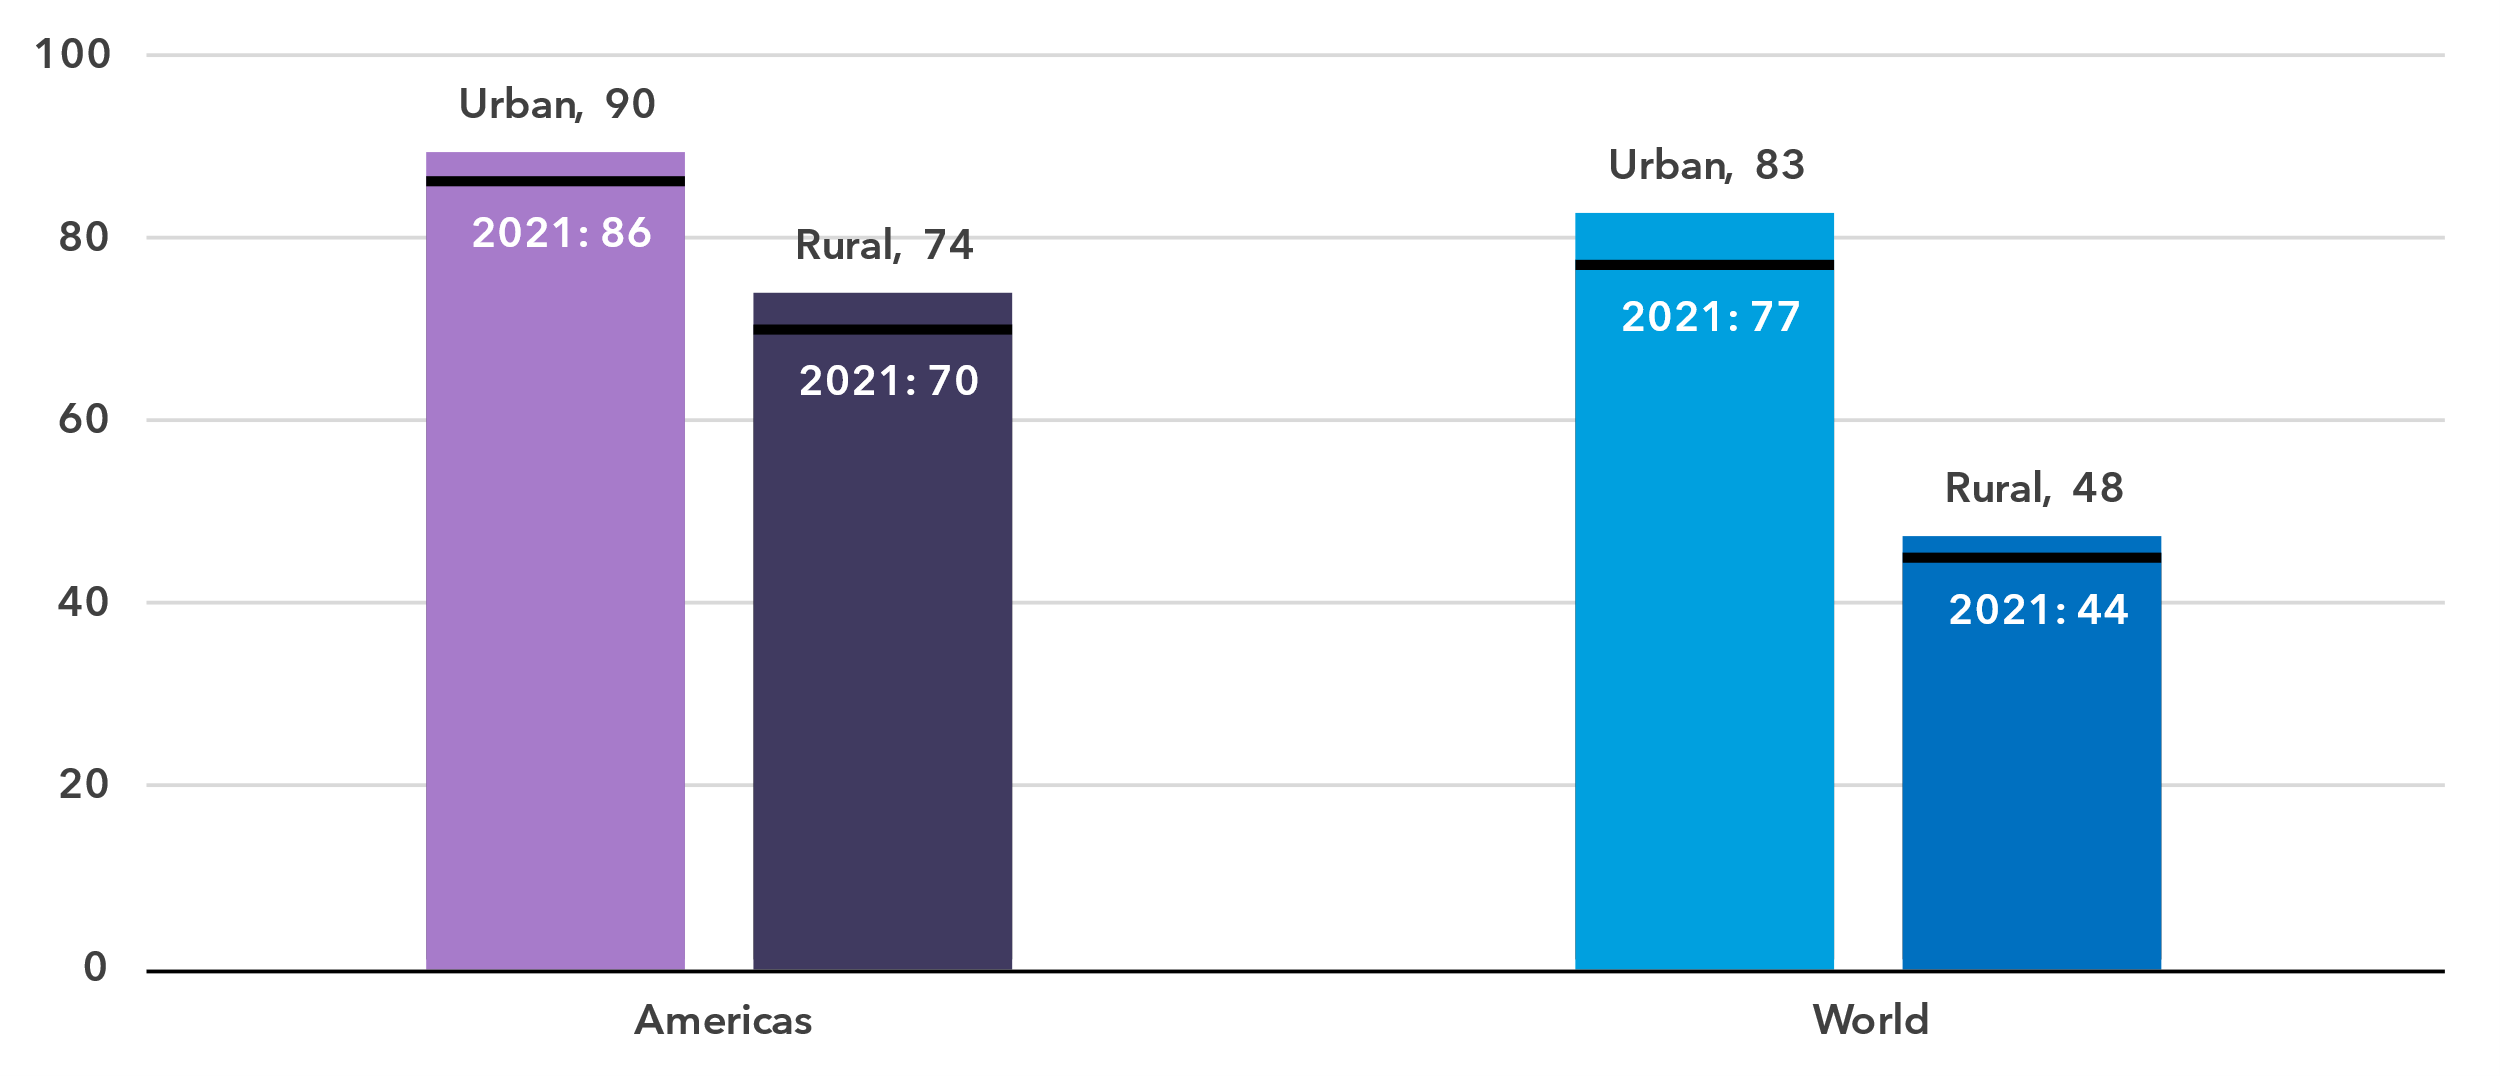 100
Urban, 90
Urban, 83
80
2021: 86
Rural, 74
2021: 77
2021: 70
60
Rural, 48
40
2021: 44
20
0
Americas
World